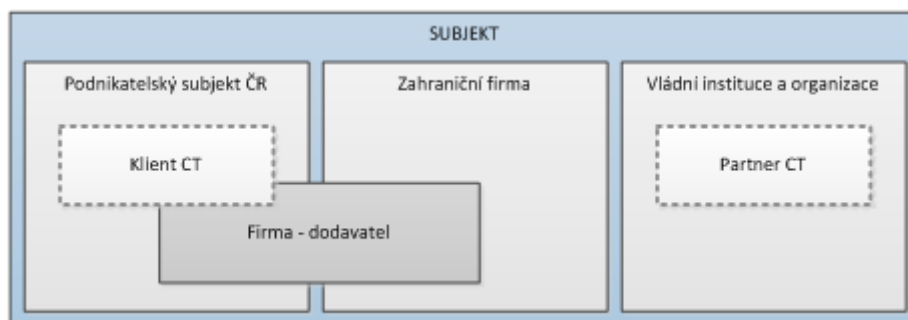 SUBJEKT
Podnikatelský subjekt ČR
Zahraniční firma
Vládní instituce a organizace
Klient CT
Partner CT
Firma - dodavatel